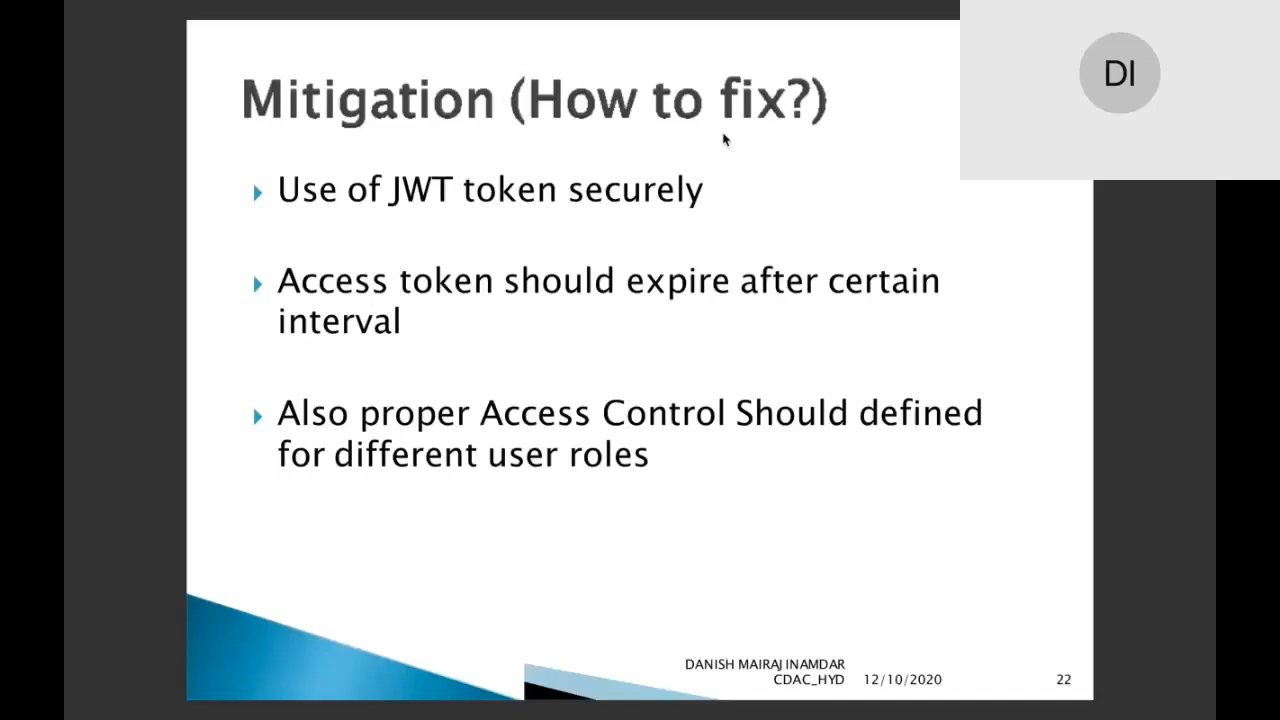 Mitigation (How to fix?)
DI
Use of JWT token securely
Access token should expire after certain
interval
Also proper Access Control Should defined
for different user roles
DANISH MAIRAJ INAMDAR
CDAC_HYD 12/10/2020 22